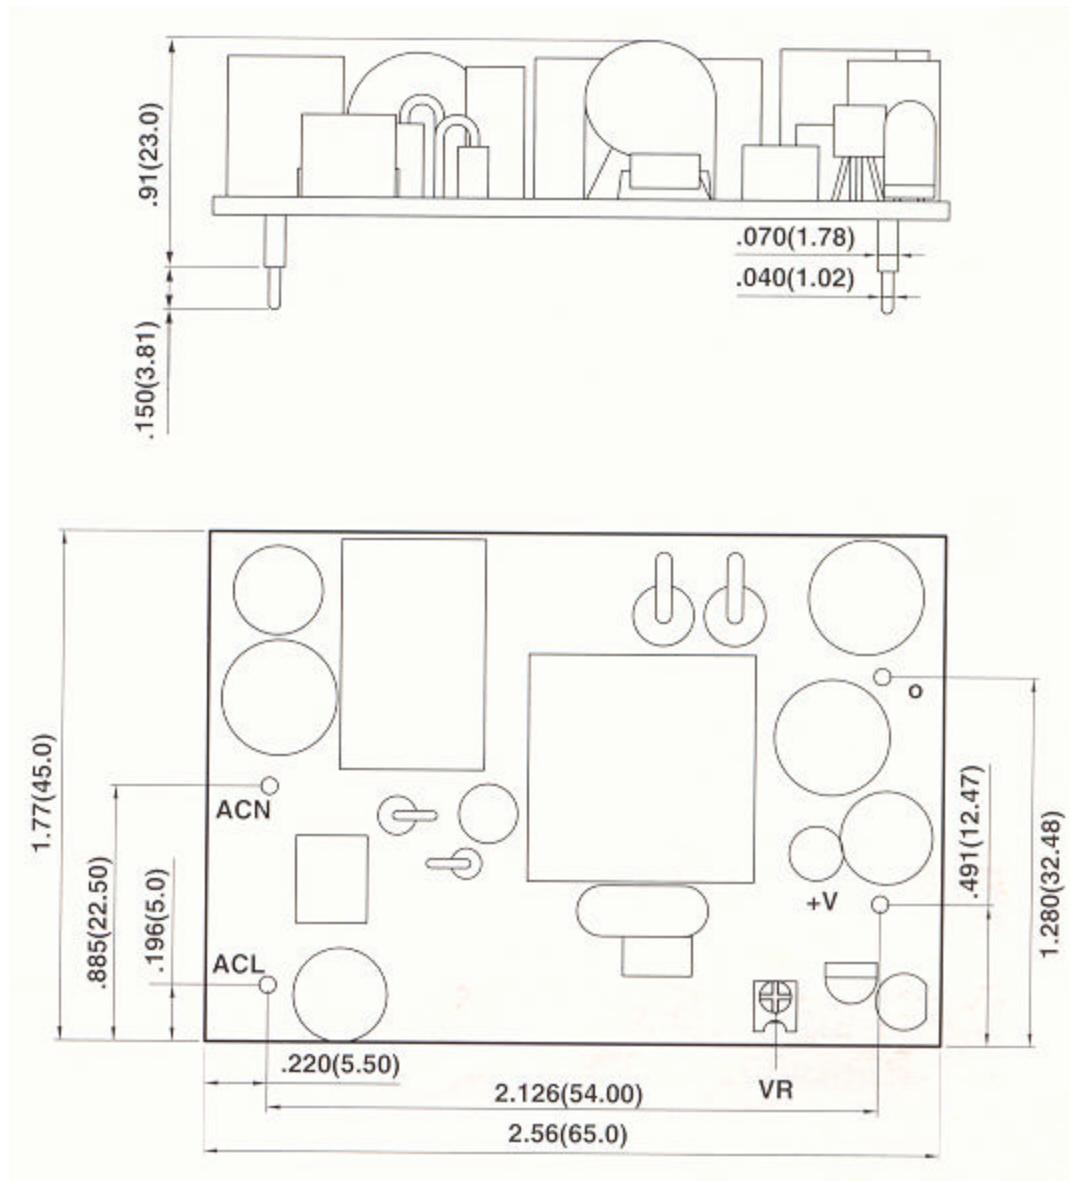 .91(23.0)
.070(1.78)
.040(1.02)
.150(3.81)
o
1.77(45.0)
ACN
.491(12.47)
1.280(32.48)
.885(22.50)
.196(5.0)
+V
ACL
.220(5.50)
VR
2.126(54.00)
2.56(65.0)